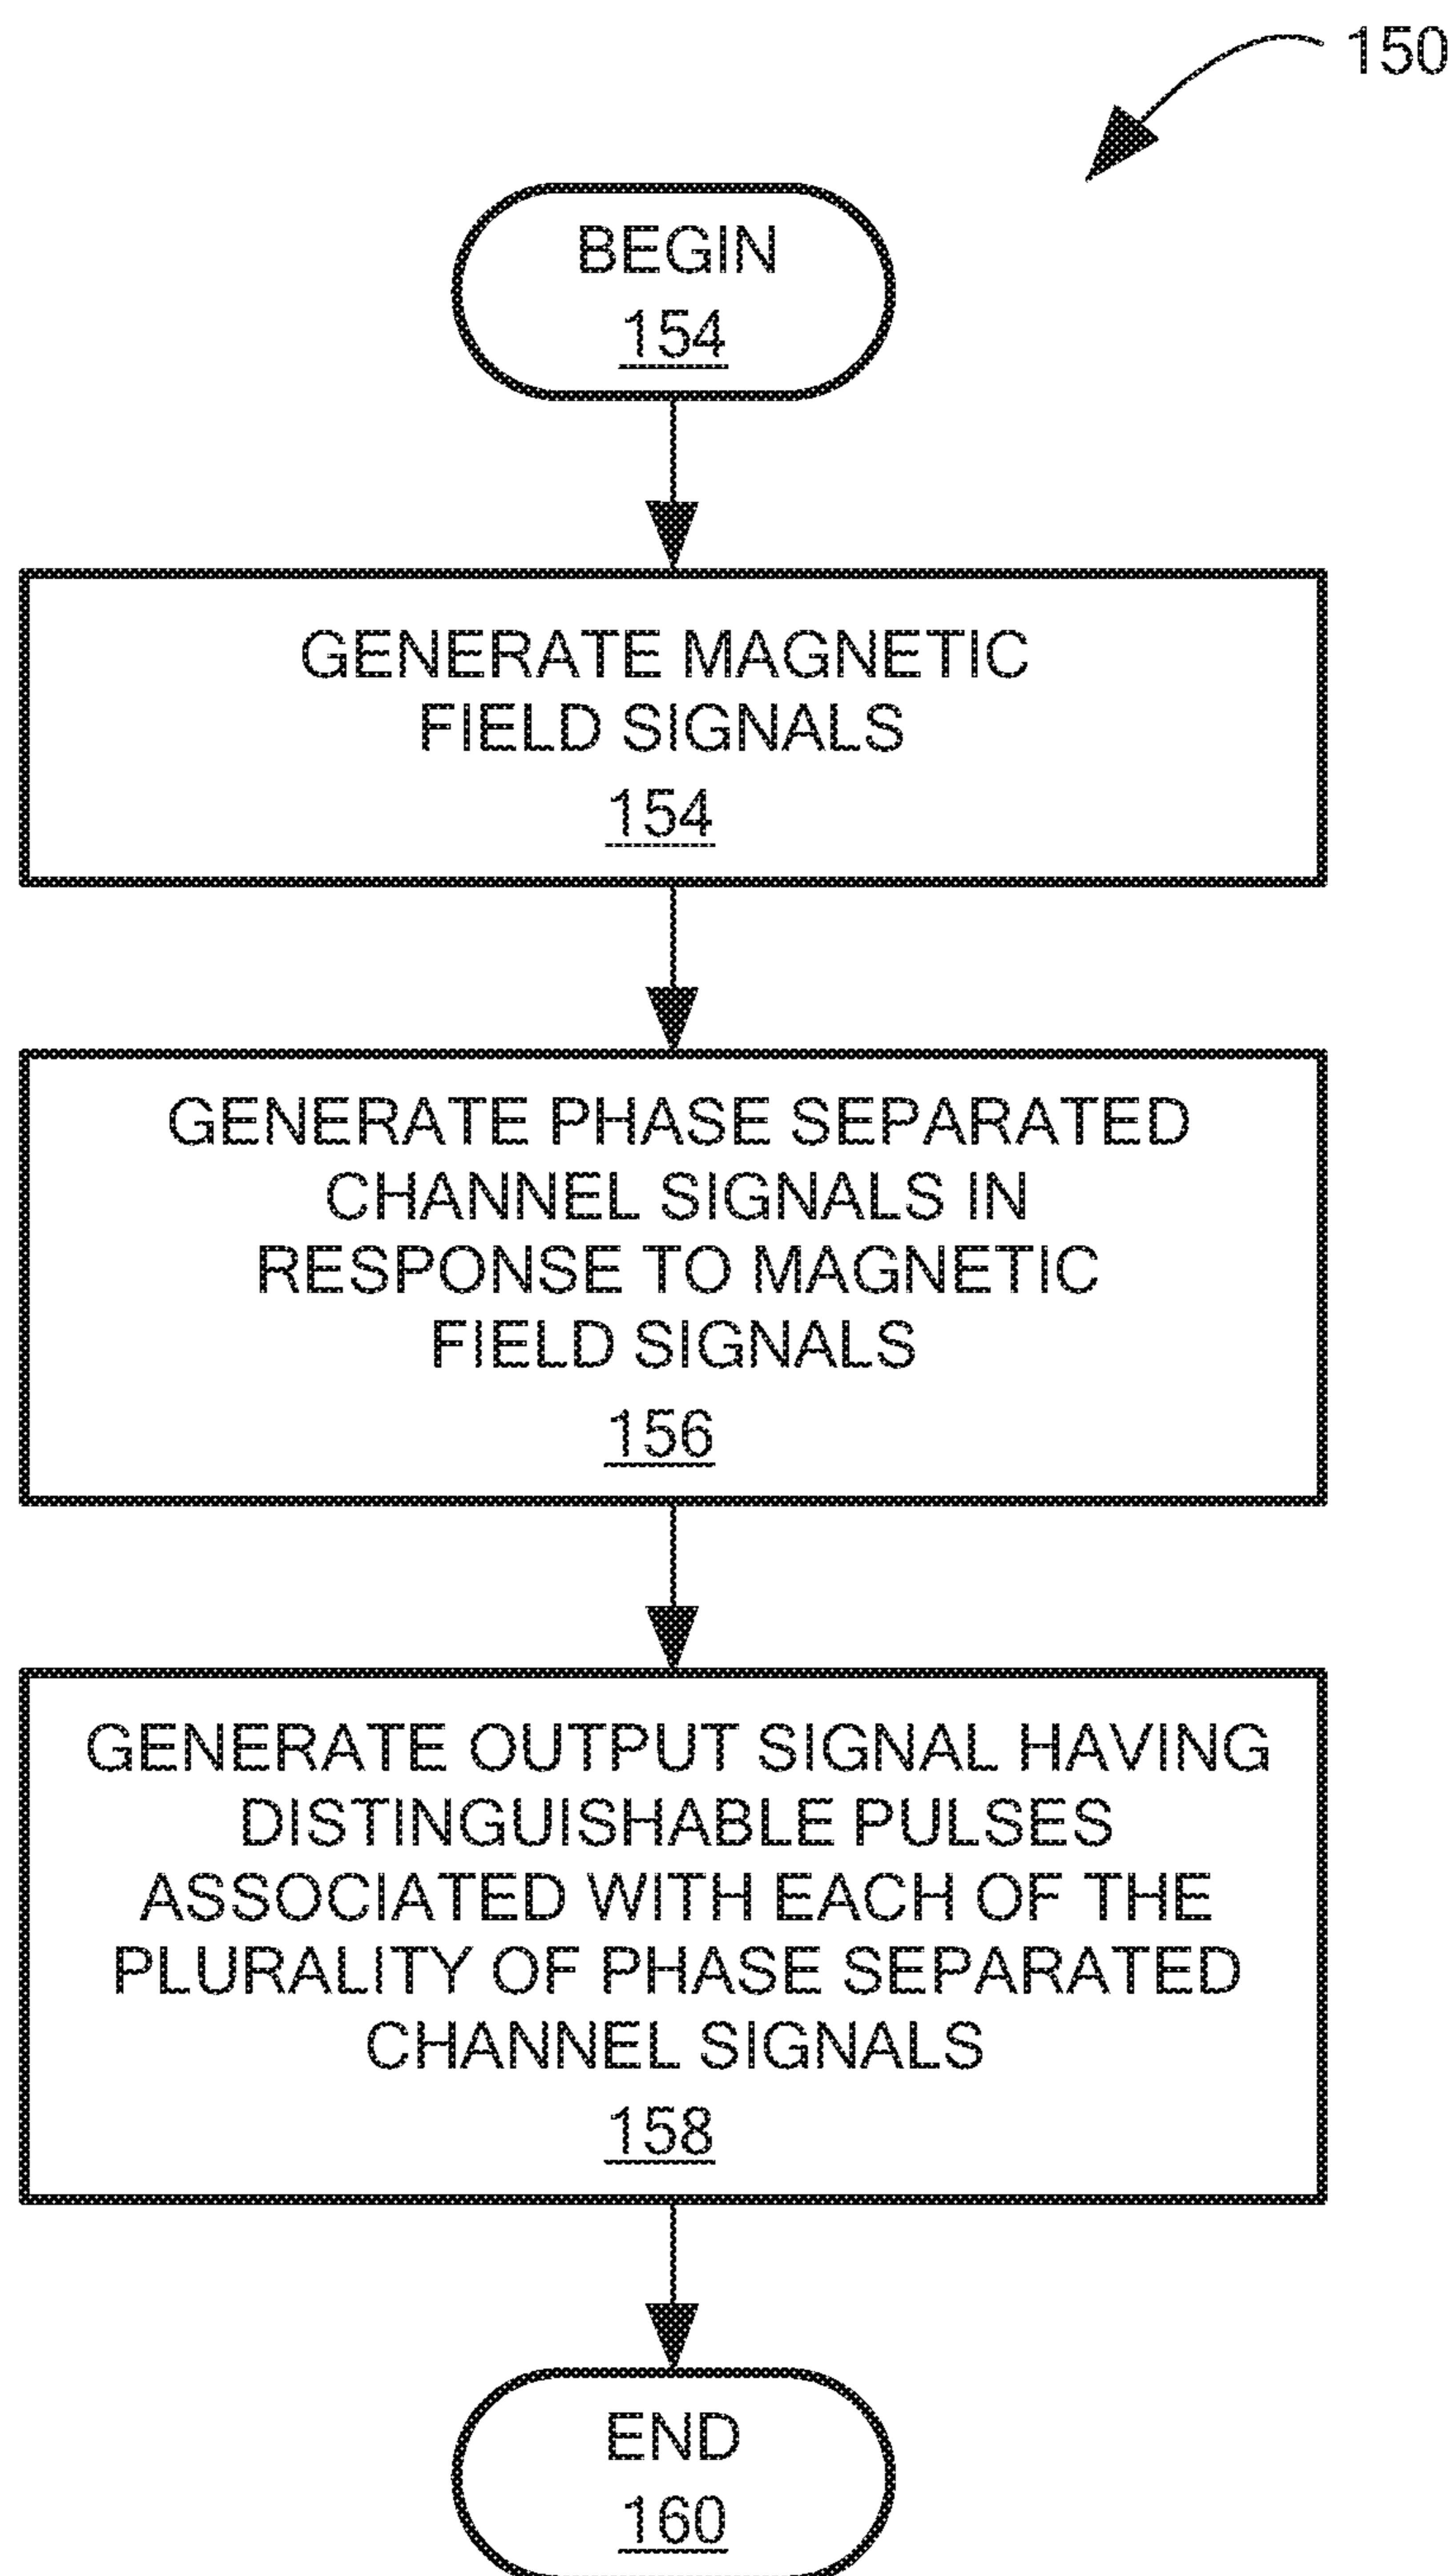 150
BEGIN
154
GENERATE MAGNETIC
FIELD SIGNALS
154
GENERATE PHASE SEPARATED
CHANNEL SIGNALS IN
RESPONSE TO MAGNETIC
FIELD SIGNALS
156
GENERATE OUTPUT SIGNAL HAVING
DISTINGUISHABLE PULSES
ASSOCIATED WITH EACH OF THE
PLURALITY OF PHASE SEPARATED
CHANNEL SIGNALS
158
END
160